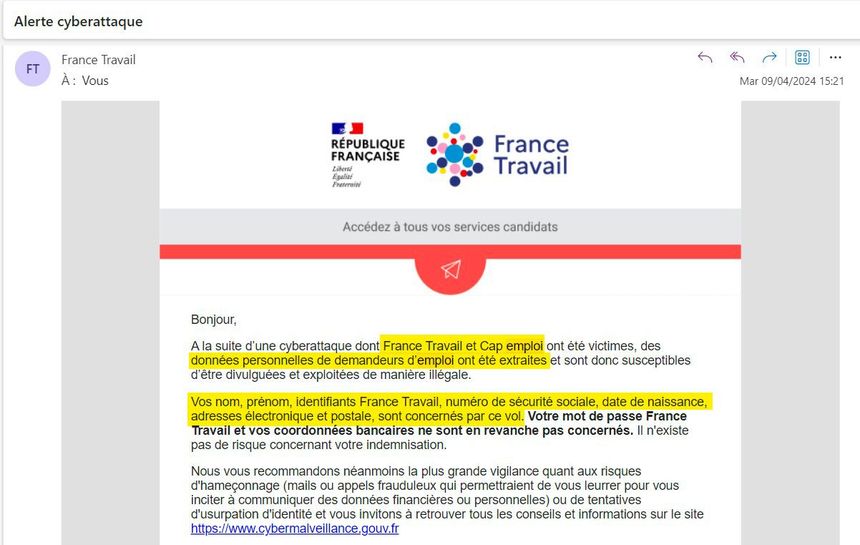 Alerte cyberattaque
FT
France Travail
À : Vous
Mar 09/04/2024 15:21
RÉPUBLIQUE
FRANÇAISE
Liberté
Égalité
Fraternité
France
Travail
Accédez à tous vos services candidats
Bonjour,
A la suite d'une cyberattaque dont France Travail et Cap emploi ont été victimes, des
données personnelles de demandeurs d'emploi ont été extraites et sont donc susceptibles
d'être divulguées et exploitées de manière illégale.
Vos nom, prénom, identifiants France Travail, numéro de sécurité sociale, date de naissance,
adresses électronique et postale, sont concernés par ce vol. Votre mot de passe France
Travail et vos coordonnées bancaires ne sont en revanche pas concernés. Il n'existe
pas de risque concernant votre indemnisation.
Nous vous recommandons néanmoins la plus grande vigilance quant aux risques
d'hameçonnage (mails ou appels frauduleux qui permettraient de vous leurrer pour vous
inciter à communiquer des données financières ou personnelles) ou de tentatives
d'usurpation d'identité et vous invitons à retrouver tous les conseils et informations sur le site
https://www.cybermalveillance.gouv.fr